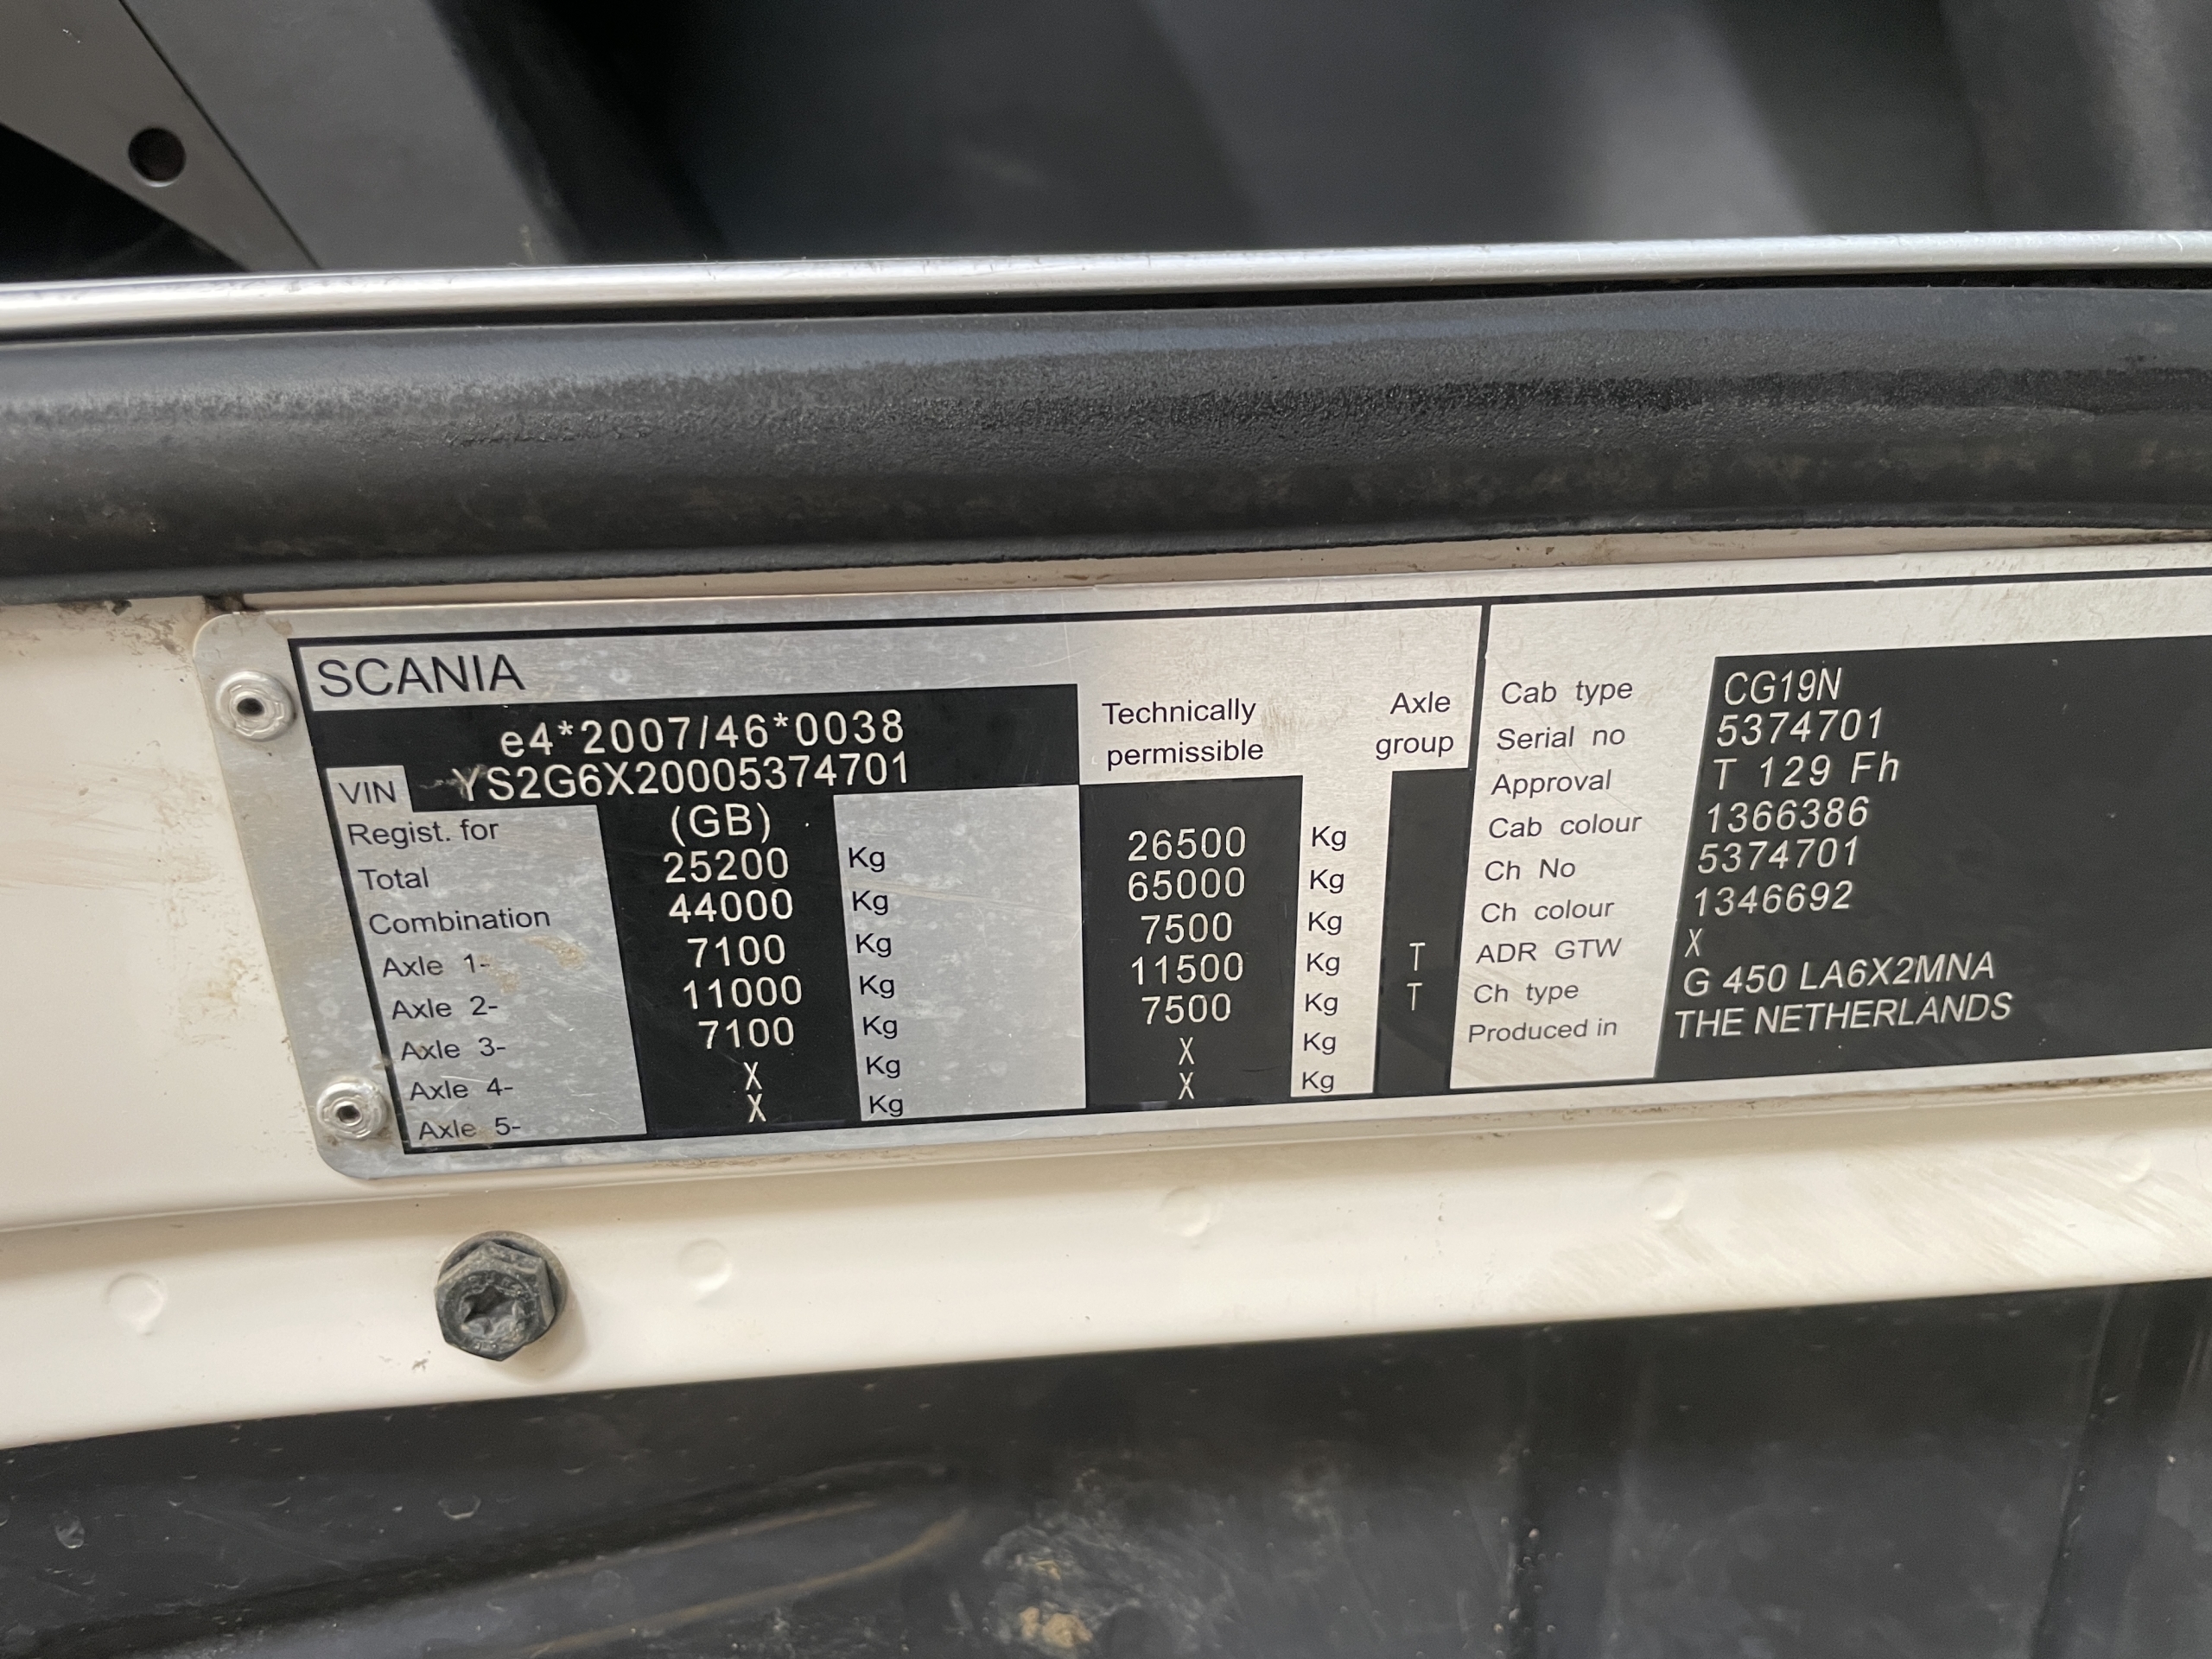 SCANIA
e4*2007/46*0038
VIN YS2G6X20005374701
Regist. for (GB)
Total 25200 Kg
Combination 44000 Kg
Axle 1- 7100 Kg
Axle 2- 11000 Kg
Axle 3- 7100 Kg
Axle 4- X Kg
Axle 5- X Kg
Technically
permissible
26500 Kg
65000 Kg
7500 Kg
11500 Kg
7500 Kg
X Kg
X Kg
Axle
group
T
T
Cab type CG19N
Serial no 5374701
Approval T 129 Fh
Cab colour 1366386
Ch No 5374701
Ch colour 1346692
ADR GTW X
Ch type G 450 LA6X2MNA
Produced in THE NETHERLANDS